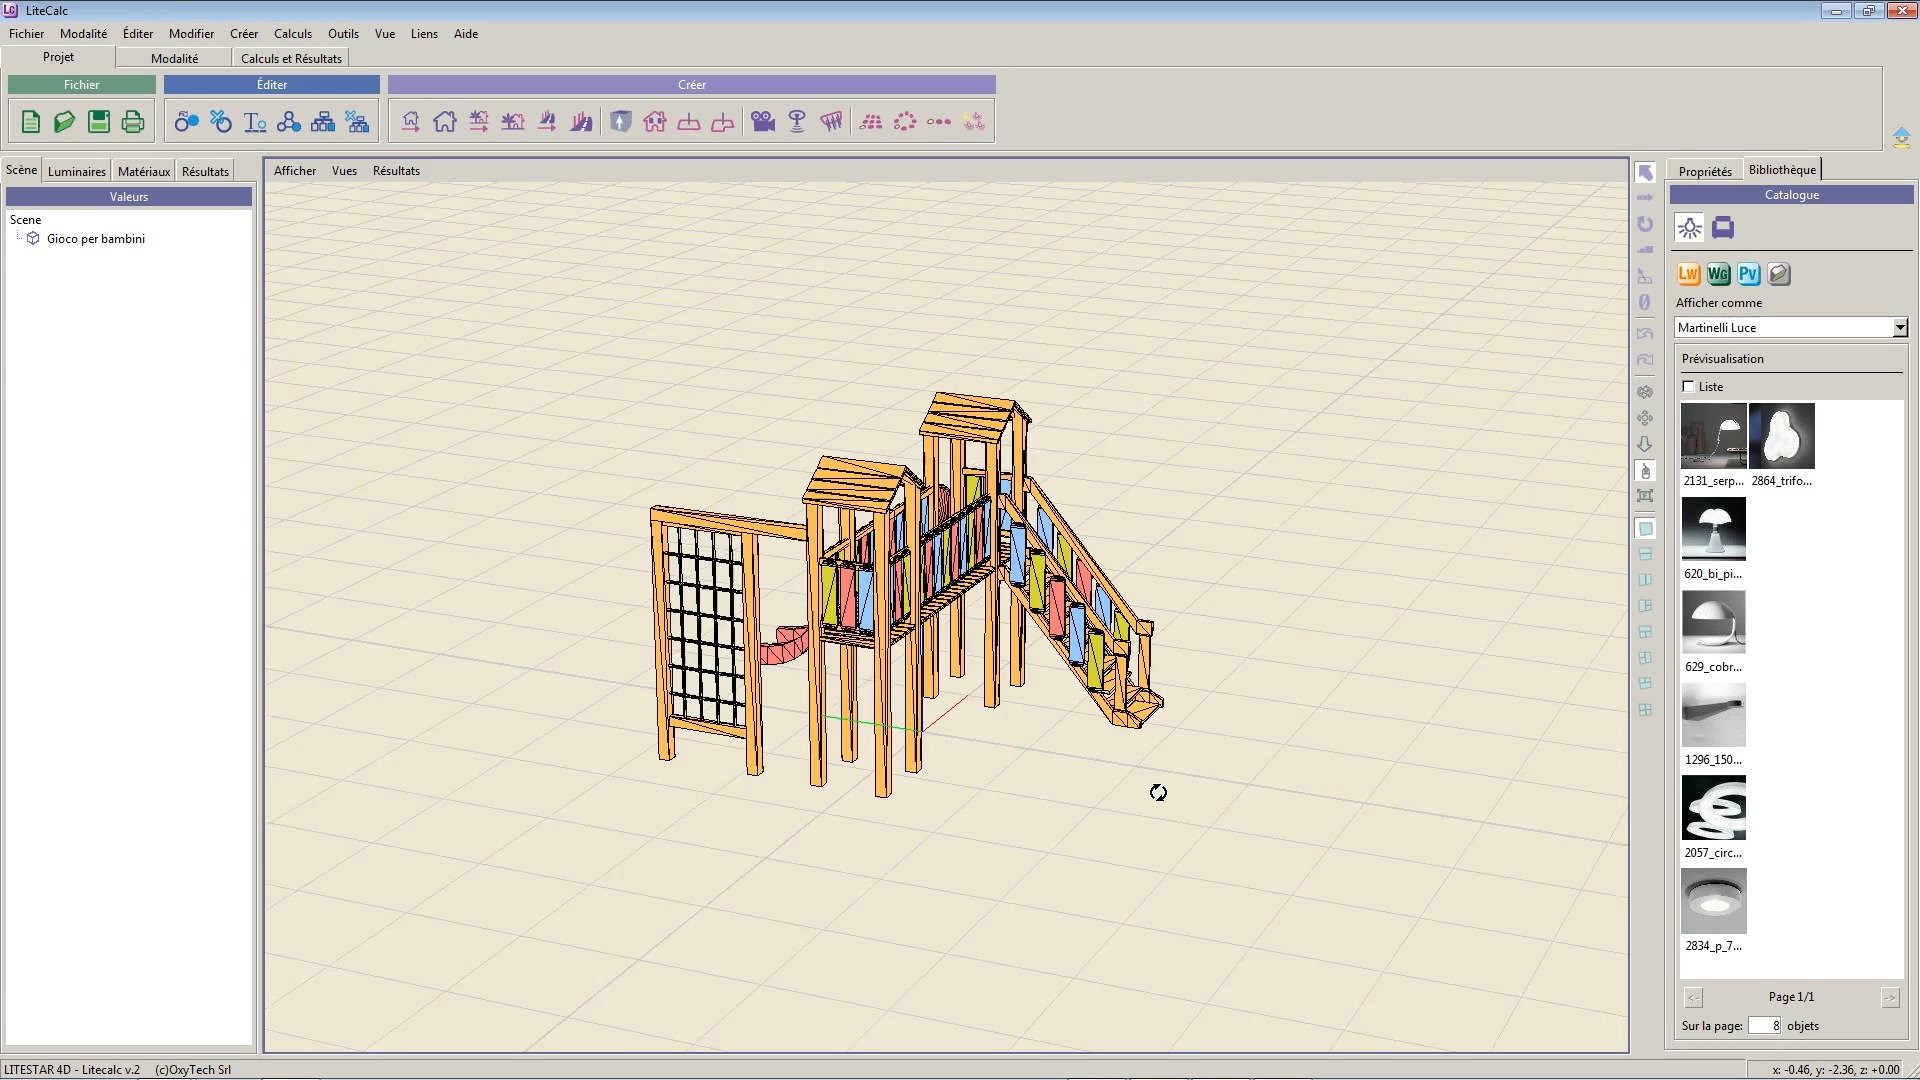 LiteCalc
Fichier Modalité Éditer Modifier Créer Calculs Outils Vue Liens Aide
Projet Modalité Calculs et Résultats
Fichier Éditer Créer
Scène Luminaires Matériaux Résultats
Valeurs
Scene
Gioco per bambini
Afficher Vues Résultats
Propriétés Bibliothèque
Catalogue
Lw Wg Pv
Afficher comme
Martinelli Luce
Prévisualisation
Liste
2131_serp... 2864_trifo...
620_bi_pi...
629_cobr...
1296_150...
2057_circ...
2834_p_7...
<- Page 1/1 ->
Sur la page: 8 objets
LITESTAR 4D - Litecalc v.2 (c)OxyTech Srl
x: -0.46, y: -2.36, z: +0.00